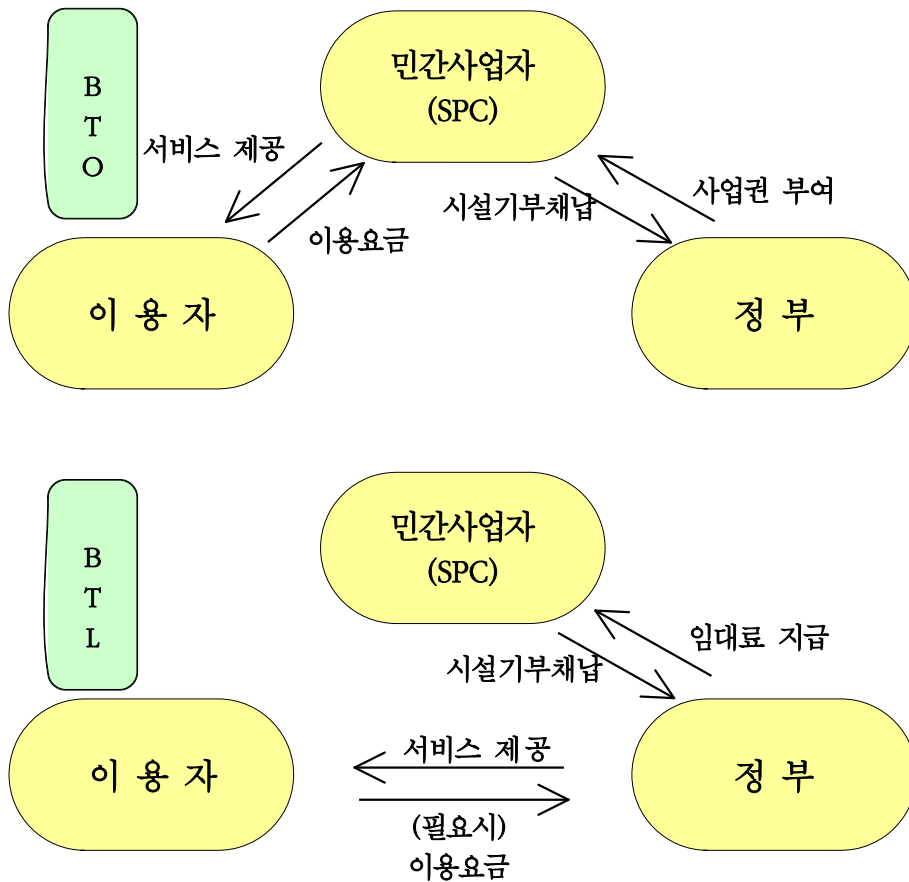 B
T
O
민간사업자
(SPC)
서비스 제공
이용요금
시설기부채납
사업권 부여
이 용 자
정 부
B
T
L
민간사업자
(SPC)
시설기부채납
임대료 지급
이 용 자
서비스 제공
(필요시)
이용요금
정 부